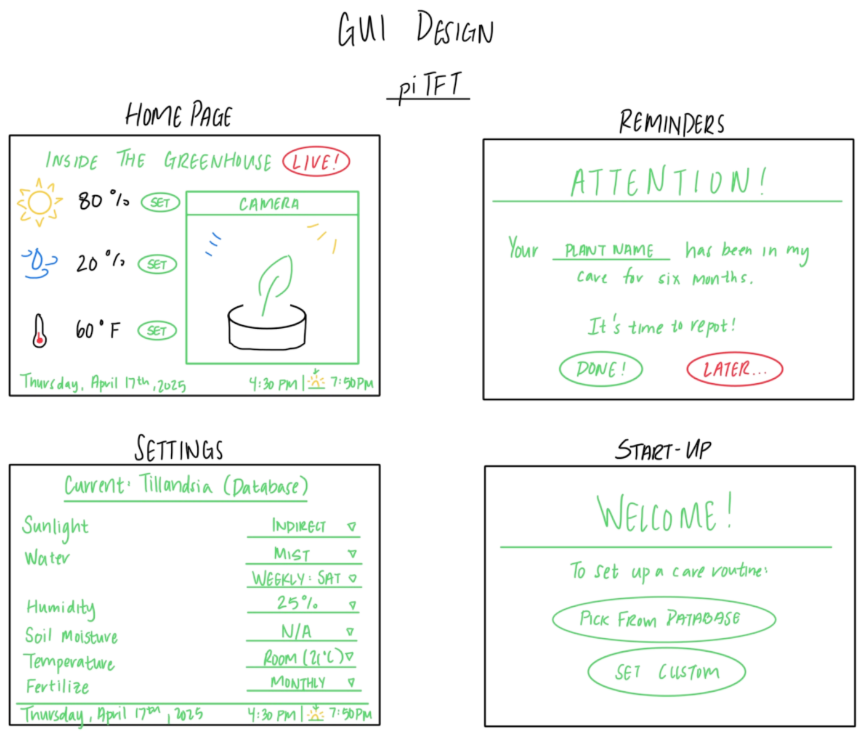 GUI DESIGN
piTFT
HOME PAGE
INSIDE THE GREENHOUSE LIVE!
80% SET
CAMERA
20% SET
60°F SET
Thursday, April 17th, 2025 4:30 PM | 7:50PM
REMINDERS
ATTENTION!
Your PLANT NAME has been in my
care for six months.
It's time to repot!
DONE! LATER...
SETTINGS
Current: Tillandsia (Database)
Sunlight INDIRECT
Water MIST
WEEKLY: SAT
Humidity 25%
Soil Moisture N/A
Temperature ROOM (21°C)
Fertilize MONTHLY
Thursday, April 17th, 2025 4:30 PM | 7:50PM
START-UP
WELCOME!
To set up a care routine:
PICK FROM DATABASE
SET CUSTOM